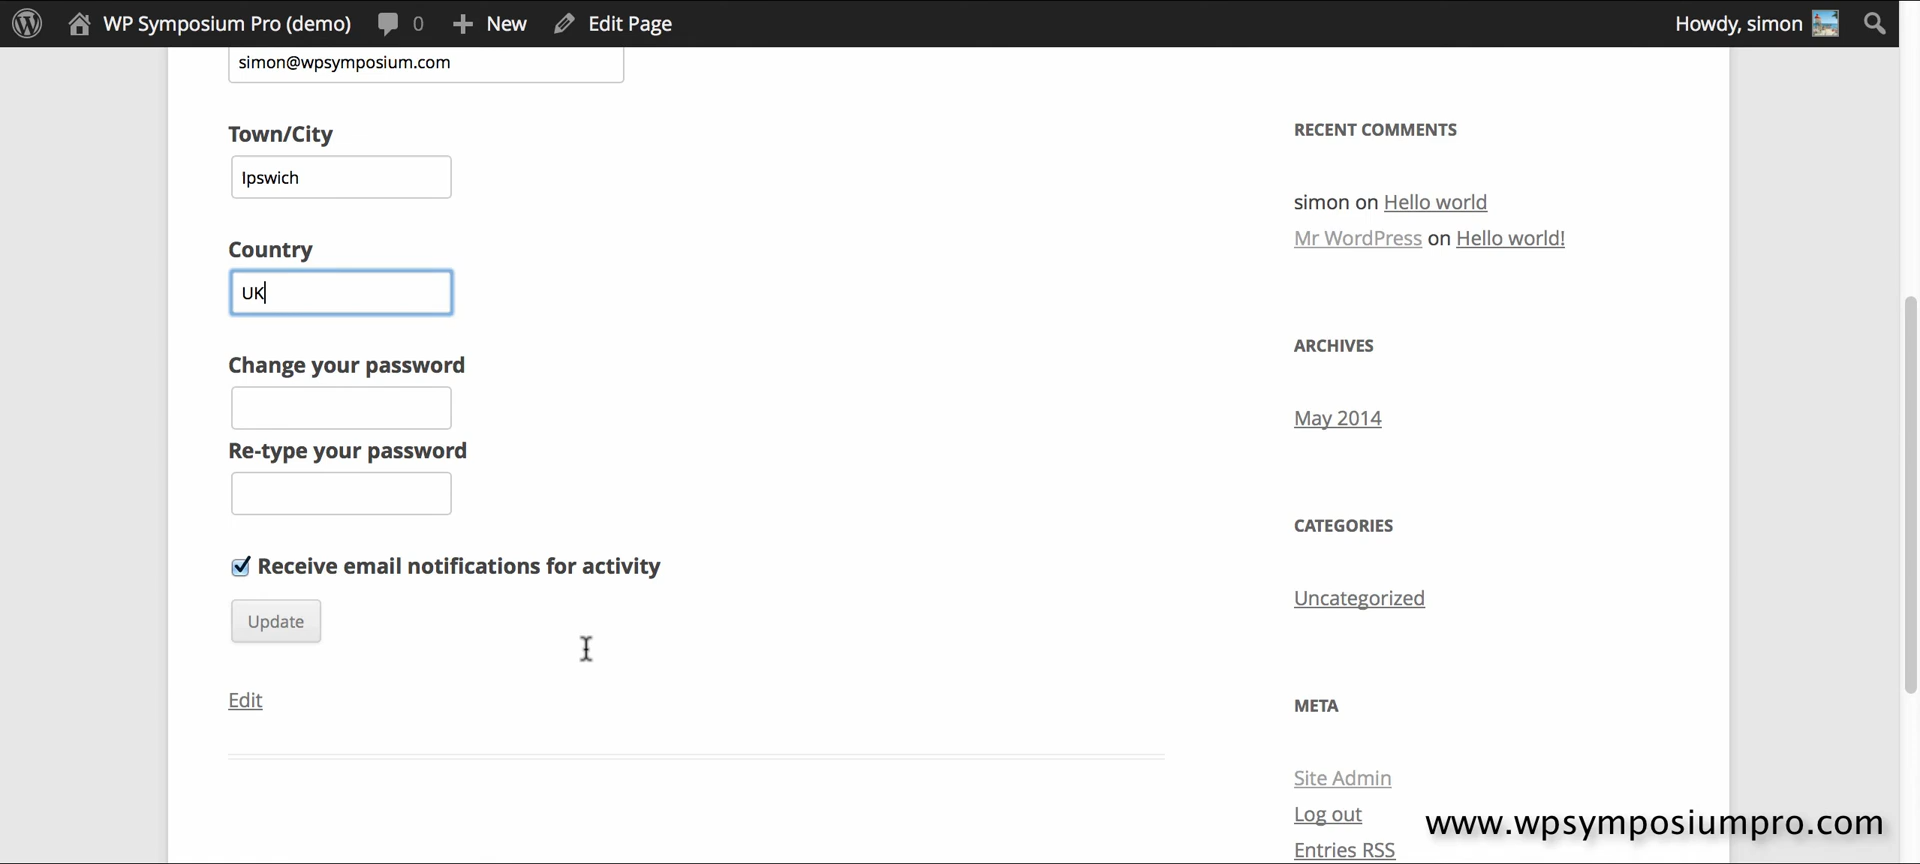 WP Symposium Pro (demo) 0 New Edit Page Howdy, simon
simon@wpsymposium.com
Town/City
Ipswich
Country
UK
Change your password
Re-type your password
Receive email notifications for activity
Update
Edit
RECENT COMMENTS
simon on Hello world
Mr WordPress on Hello world!
ARCHIVES
May 2014
CATEGORIES
Uncategorized
META
Site Admin
Log out
Entries RSS
www.wpsymposiumpro.com